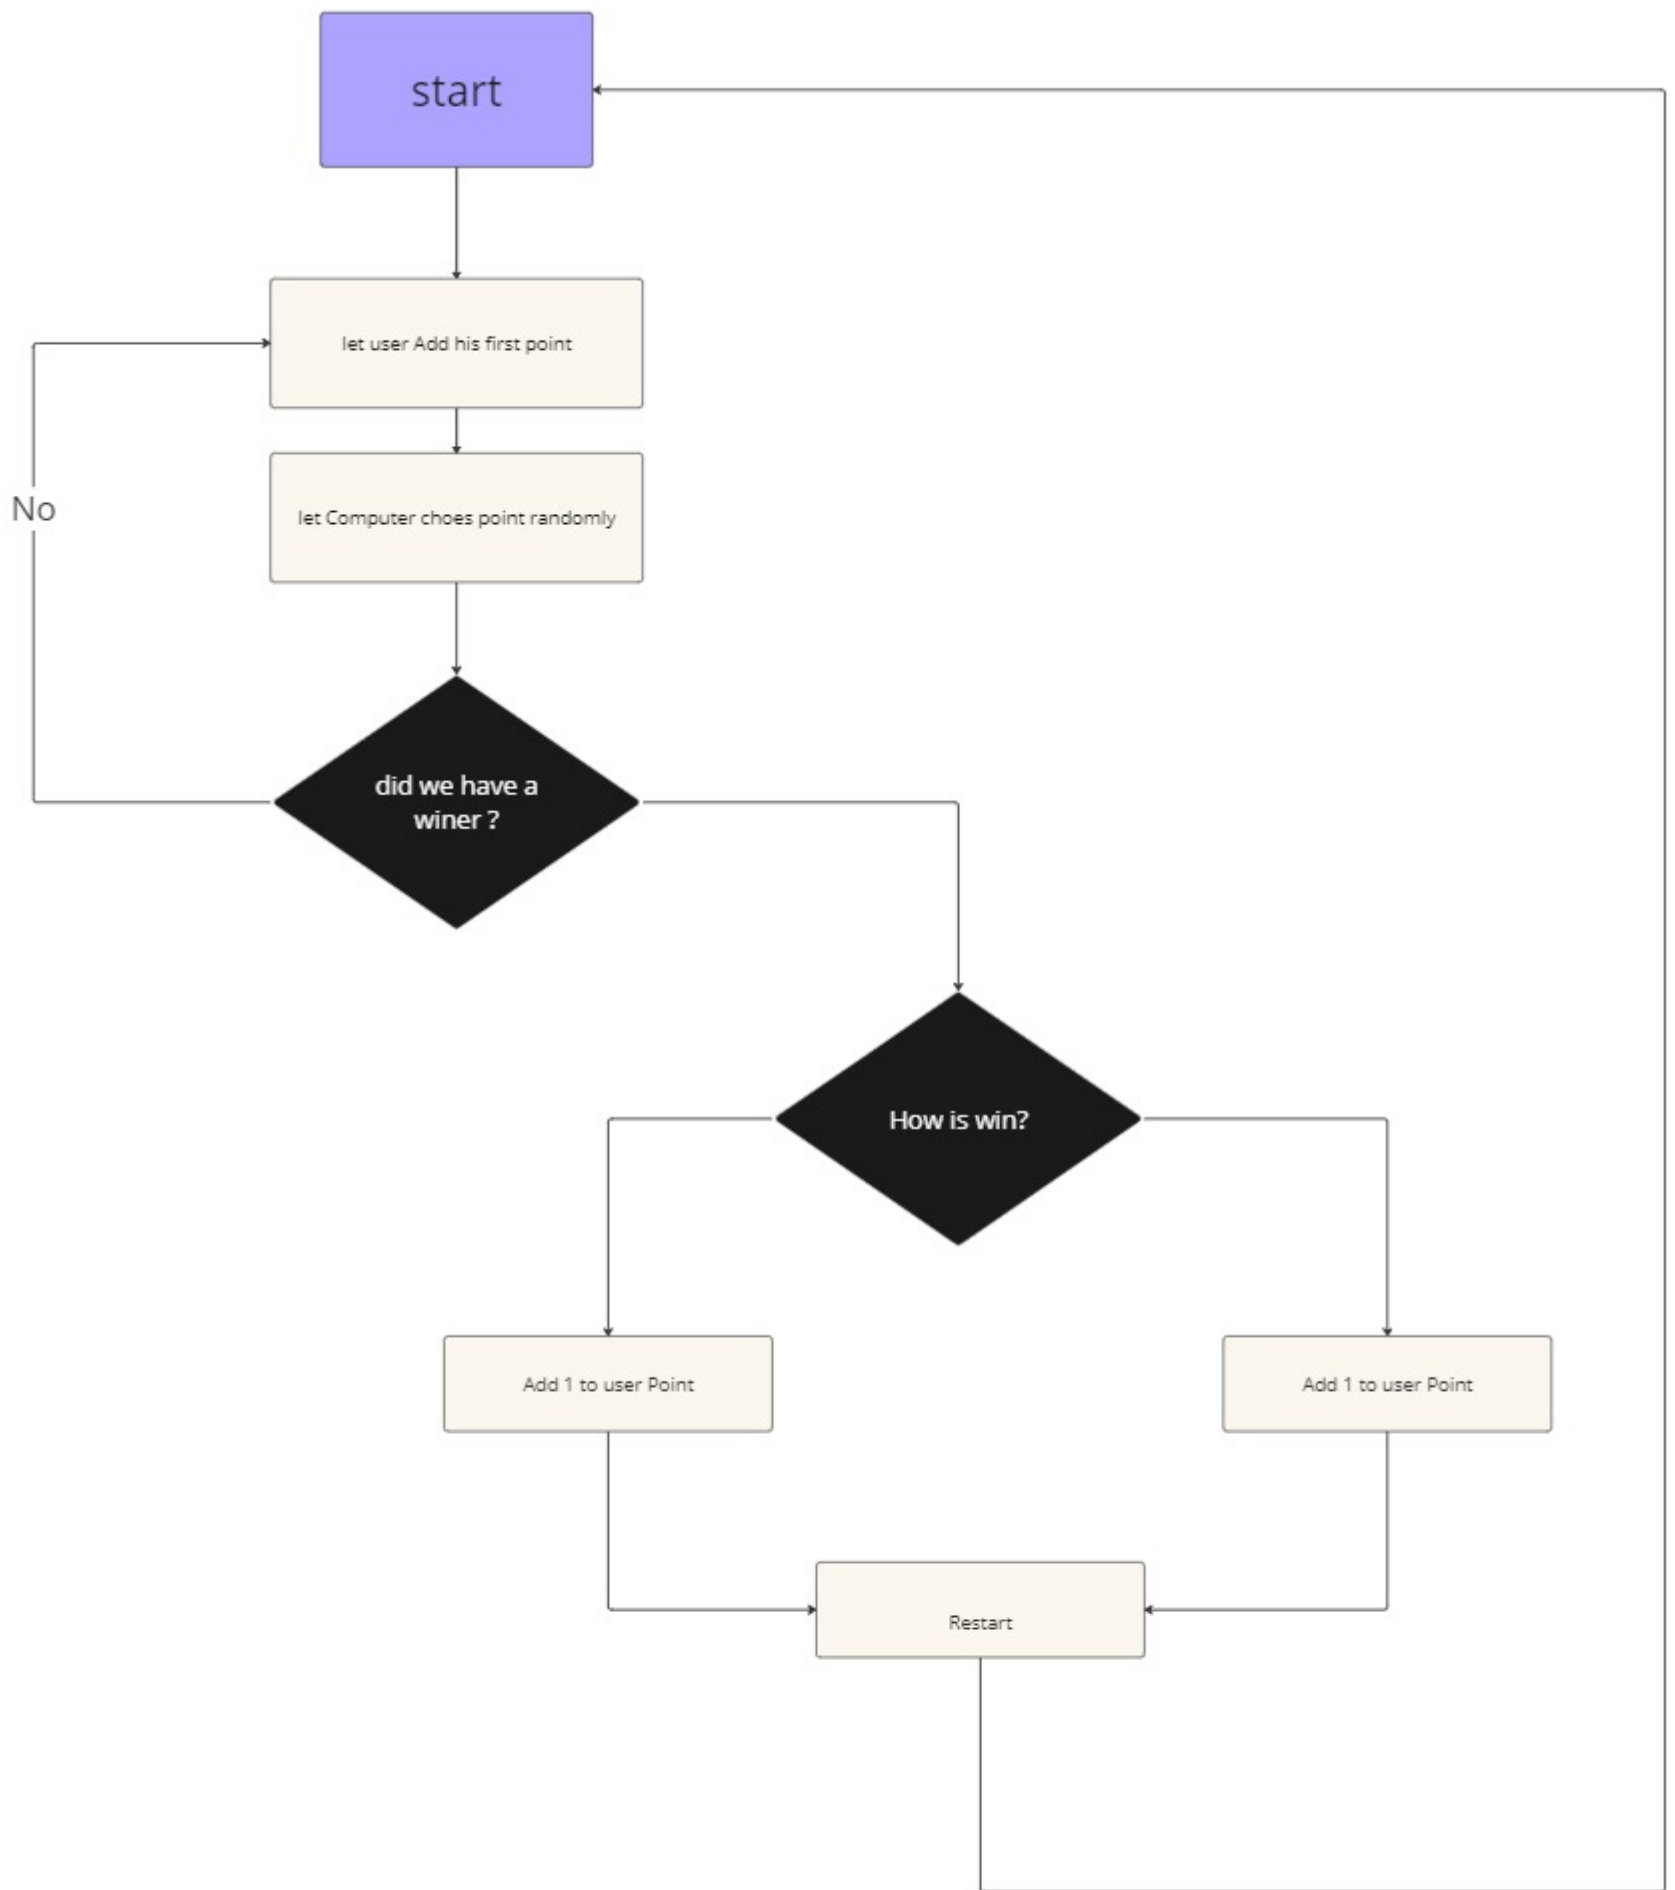 start
let user Add his first point
No
let Computer choes point randomly
did we have a
winer ?
How is win?
Add 1 to user Point
Add 1 to user Point
Restart